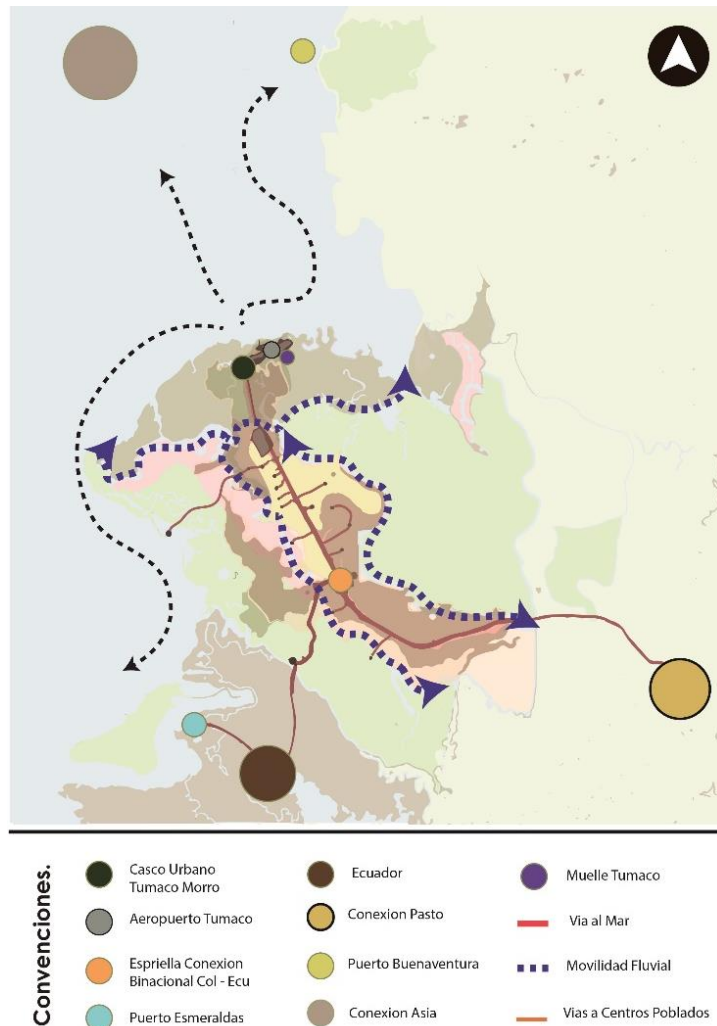 Convenciones.
Casco Urbano
Tumaco Morro
Aeropuerto Tumaco
Espriella Conexion
Binacional Col - Ecu
Puerto Esmeraldas
Ecuador
Conexion Pasto
Puerto Buenaventura
Conexion Asia
Muelle Tumaco
Via al Mar
Movilidad Fluvial
Vias a Centros Poblados